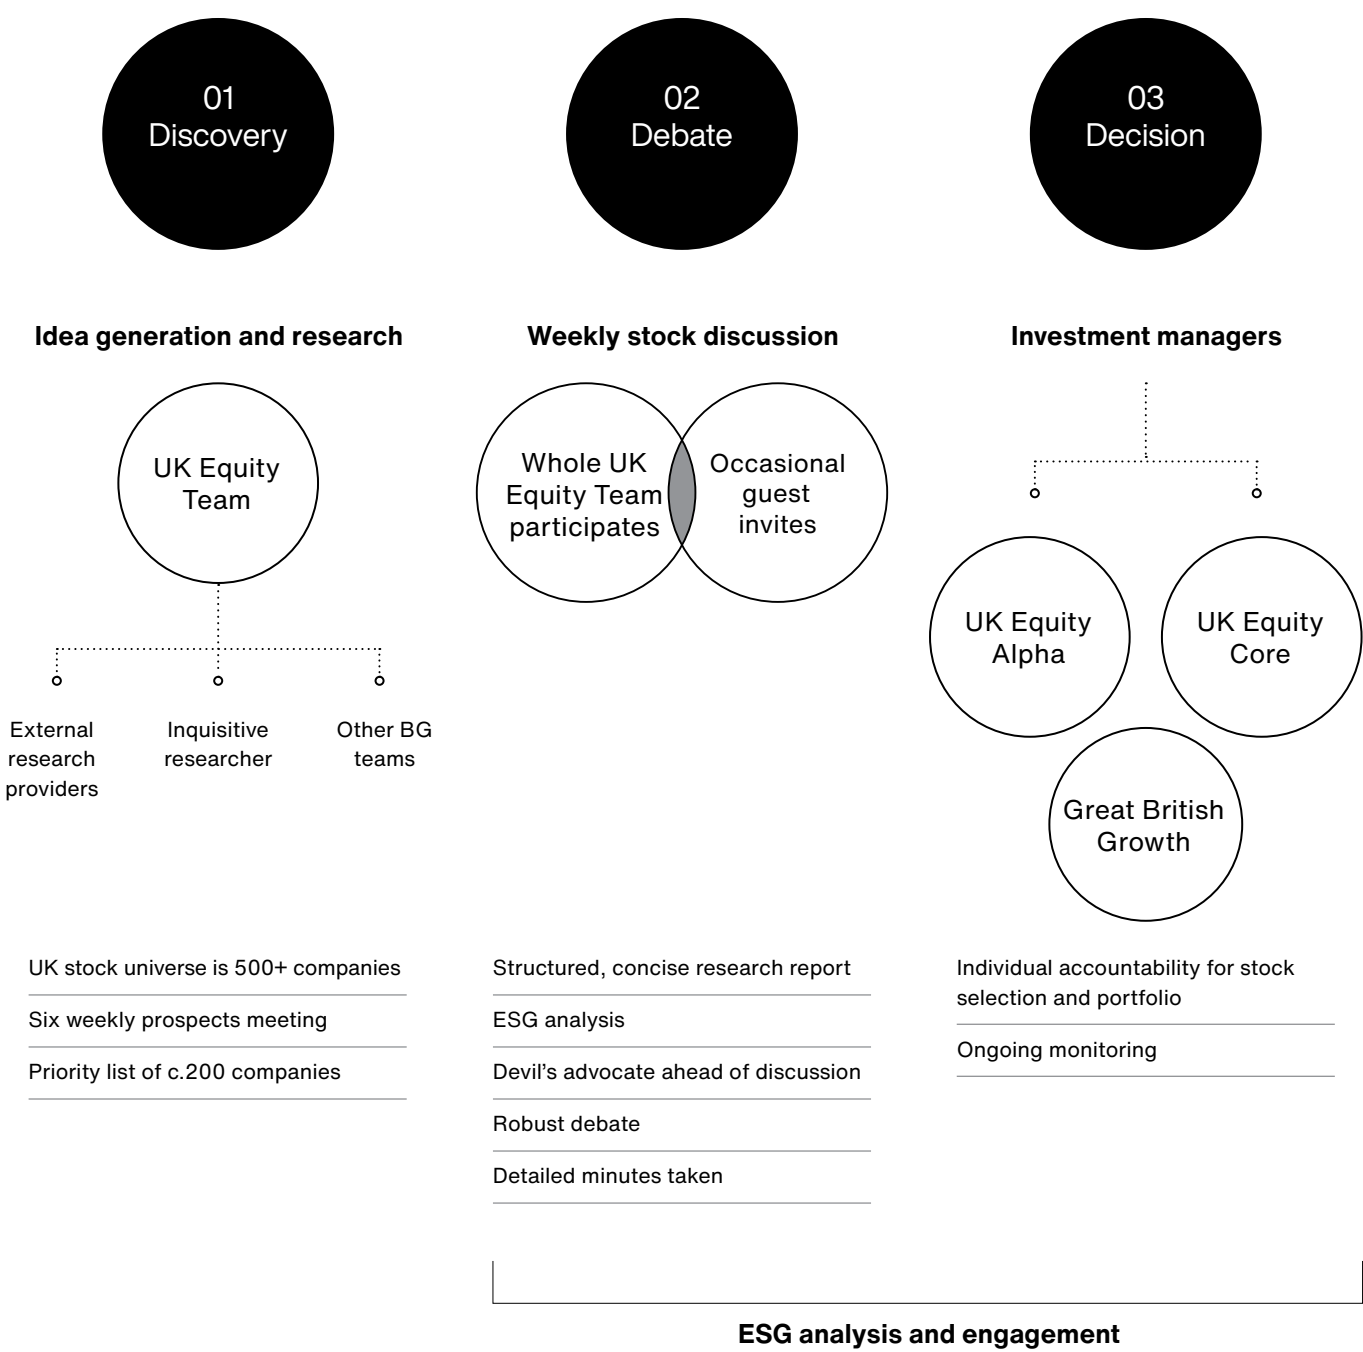 01
Discovery
02
Debate
03
Decision
Idea generation and research
UK Equity
Team
External
research
providers
Inquisitive
researcher
Other BG
teams
UK stock universe is 500+ companies
Six weekly prospects meeting
Priority list of c.200 companies
Weekly stock discussion
Whole UK
Equity Team
participates
Occasional
guest
invites
Structured, concise research report
ESG analysis
Devil’s advocate ahead of discussion
Robust debate
Detailed minutes taken
Investment managers
UK Equity
Alpha
UK Equity
Core
Great British
Growth
Individual accountability for stock
selection and portfolio
Ongoing monitoring
ESG analysis and engagement